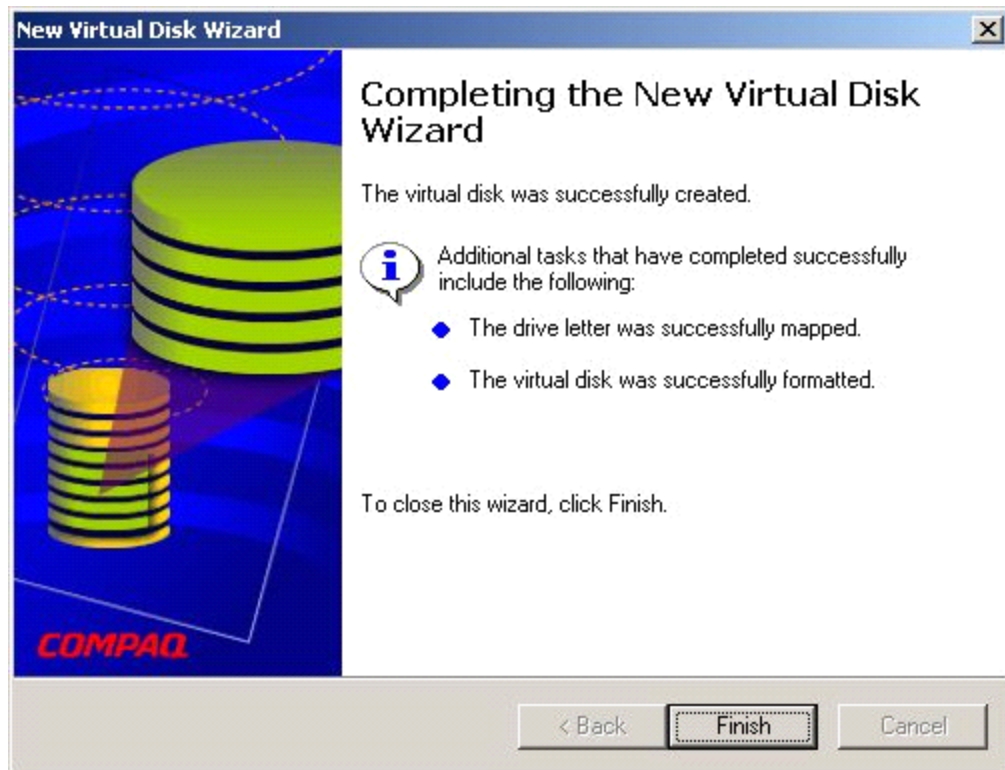 New Virtual Disk Wizard
Completing the New Virtual Disk
Wizard
The virtual disk was successfully created.
Additional tasks that have completed successfully
include the following:
The drive letter was successfully mapped.
The virtual disk was successfully formatted.
To close this wizard, click Finish.
COMPAQ
< Back Finish Cancel